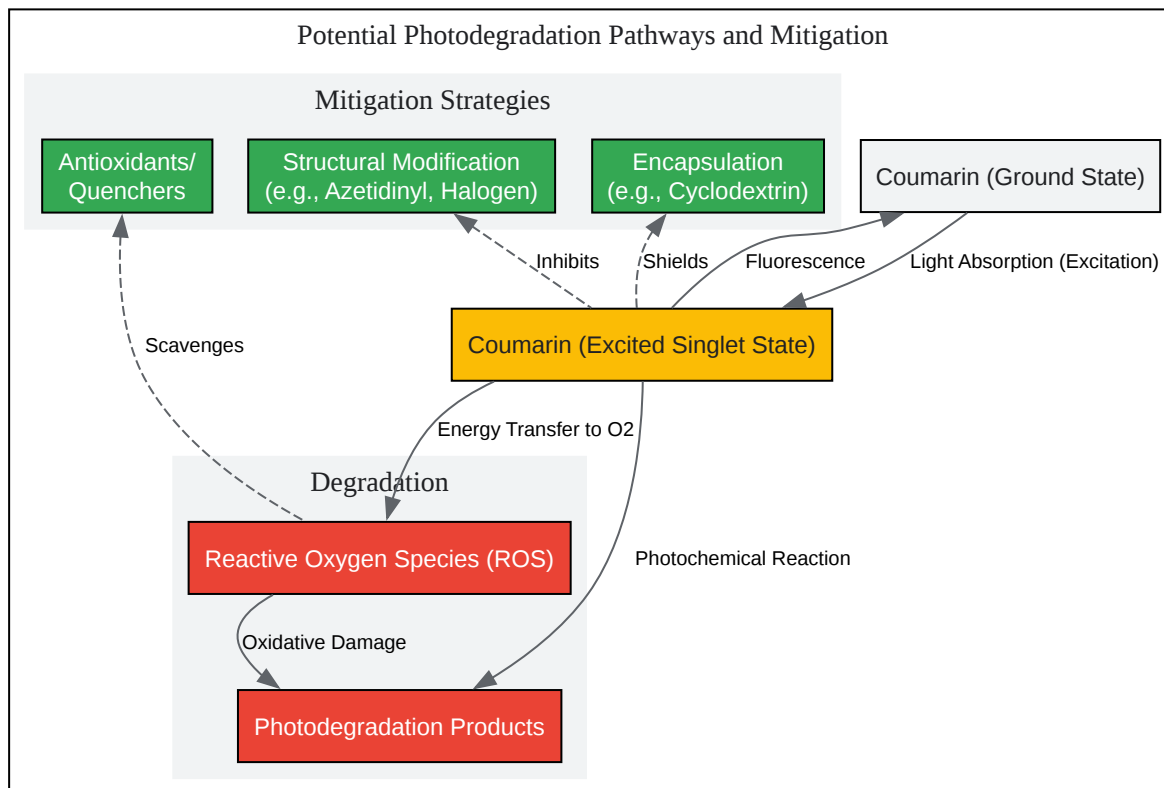 Potential Photodegradation Pathways and Mitigation
Mitigation Strategies
Antioxidants/
Quenchers
Structural Modification
(e.g., Azetidinyl, Halogen)
Encapsulation
(e.g., Cyclodextrin)
Coumarin (Ground State)
Inhibits
Shields
Fluorescence
Light Absorption (Excitation)
Scavenges
Coumarin (Excited Singlet State)
Energy Transfer to O2
Degradation
Reactive Oxygen Species (ROS)
Photochemical Reaction
Oxidative Damage
Photodegradation Products